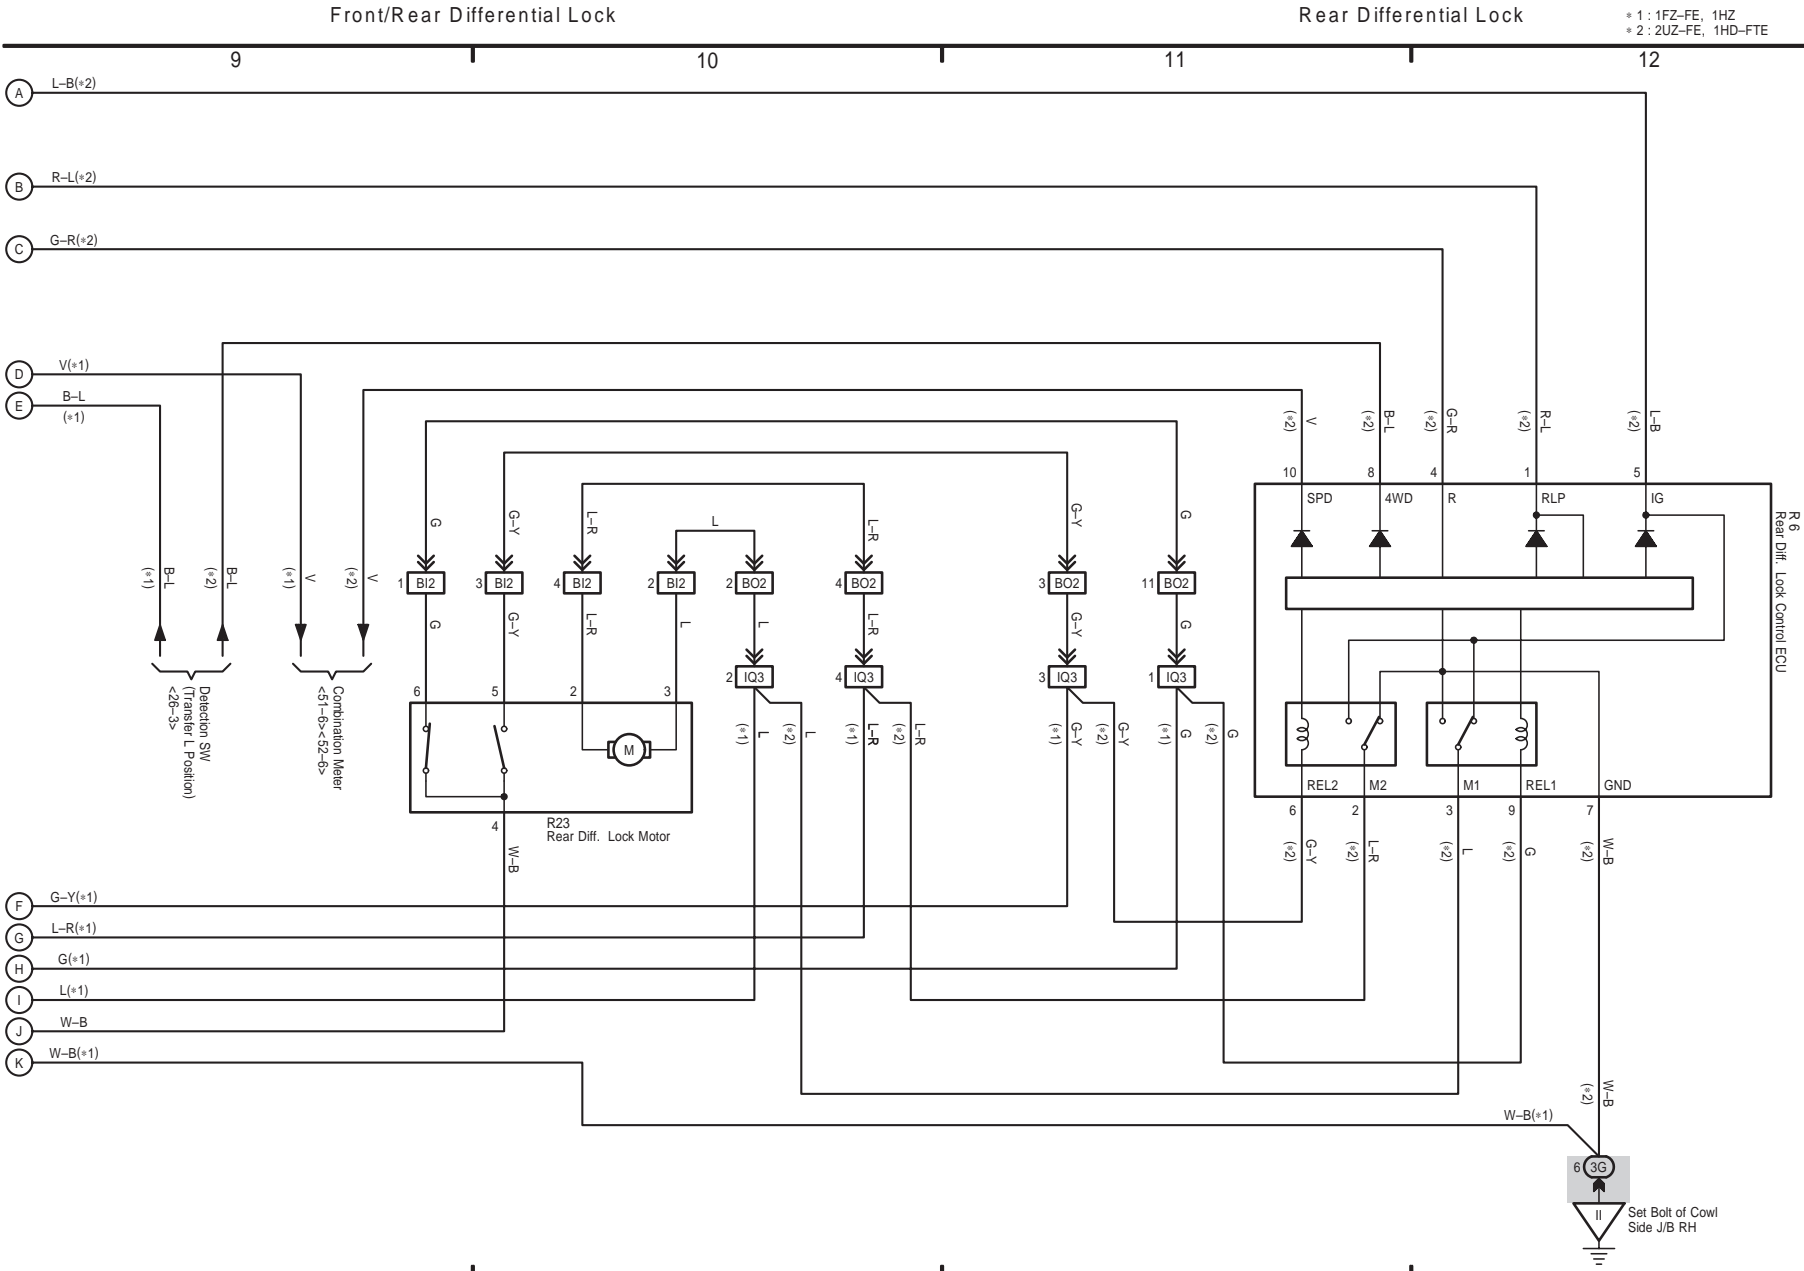 Front/Rear Differential Lock
Rear Differential Lock
* 1 : 1FZ–FE, 1HZ
* 2 : 2UZ–FE, 1HD–FTE
9
10
11
12
A
L–B(*2)
B
R–L(*2)
C
G–R(*2)
D
V(*1)
E
B–L
(*1)
V
(*2)
B–L
(*2)
G–R
(*2)
R–L
(*2)
L–B
(*2)
10
8
4
1
5
SPD
4WD
R
RLP
IG
R 6
Rear Diff. Lock Control ECU
G
G–Y
L–R
L
L–R
G–Y
G
B–L
(*1)
B–L
(*2)
V
(*1)
V
(*2)
1 BI2
3 BI2
4 BI2
2 BI2
2 BO2
4 BO2
3 BO2
11 BO2
G
G–Y
L–R
L
L
L–R
G–Y
G
2 IQ3
4 IQ3
3 IQ3
1 IQ3
Detection SW
(Transfer L Position)
<26–3>
Combination Meter
<51–6><52–6>
6
5
2
3
M
(*1)
L
(*2)
L
(*1)
L–R
(*2)
L–R
(*1)
G–Y
(*2)
G–Y
(*1)
G
(*2)
G
REL2
M2
M1
REL1
GND
6
2
3
9
7
4
R23
Rear Diff. Lock Motor
W–B
(*2)
G–Y
(*2)
L–R
(*2)
L
(*2)
G
(*2)
W–B
F
G–Y(*1)
G
L–R(*1)
H
G(*1)
I
L(*1)
J
W–B
K
W–B(*1)
(*2)
W–B
W–B(*1)
6 3G
II
Set Bolt of Cowl
Side J/B RH